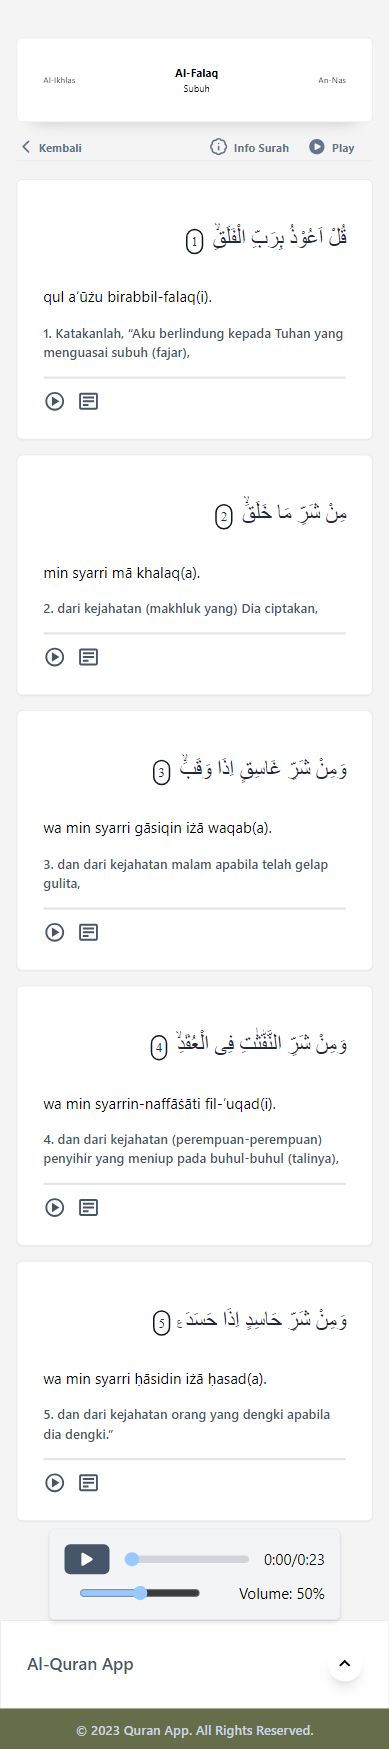 Al-Ikhlas
Al-Falaq
Subuh
An-Nas
Kembali
Info Surah
Play
قُلْ اَعُوْذُ بِرَبِّ الْفَلَقِۙ 1
qul a‘ūżu birabbil-falaq(i).
1. Katakanlah, “Aku berlindung kepada Tuhan yang
menguasai subuh (fajar),
مِنْ شَرِّ مَا خَلَقَۙ 2
min syarri mā khalaq(a).
2. dari kejahatan (makhluk yang) Dia ciptakan,
وَمِنْ شَرِّ غَاسِقٍ اِذَا وَقَبَۙ 3
wa min syarri gāsiqin iżā waqab(a).
3. dan dari kejahatan malam apabila telah gelap
gulita,
وَمِنْ شَرِّ النَّفّٰثٰتِ فِى الْعُقَدِۙ 4
wa min syarrin-naffāṡāti fil-‘uqad(i).
4. dan dari kejahatan (perempuan-perempuan)
penyihir yang meniup pada buhul-buhul (talinya),
وَمِنْ شَرِّ حَاسِدٍ اِذَا حَسَدَ ࣖ 5
wa min syarri ḥāsidin iżā ḥasad(a).
5. dan dari kejahatan orang yang dengki apabila
dia dengki.”
0:00/0:23
Volume: 50%
Al-Quran App
© 2023 Quran App. All Rights Reserved.